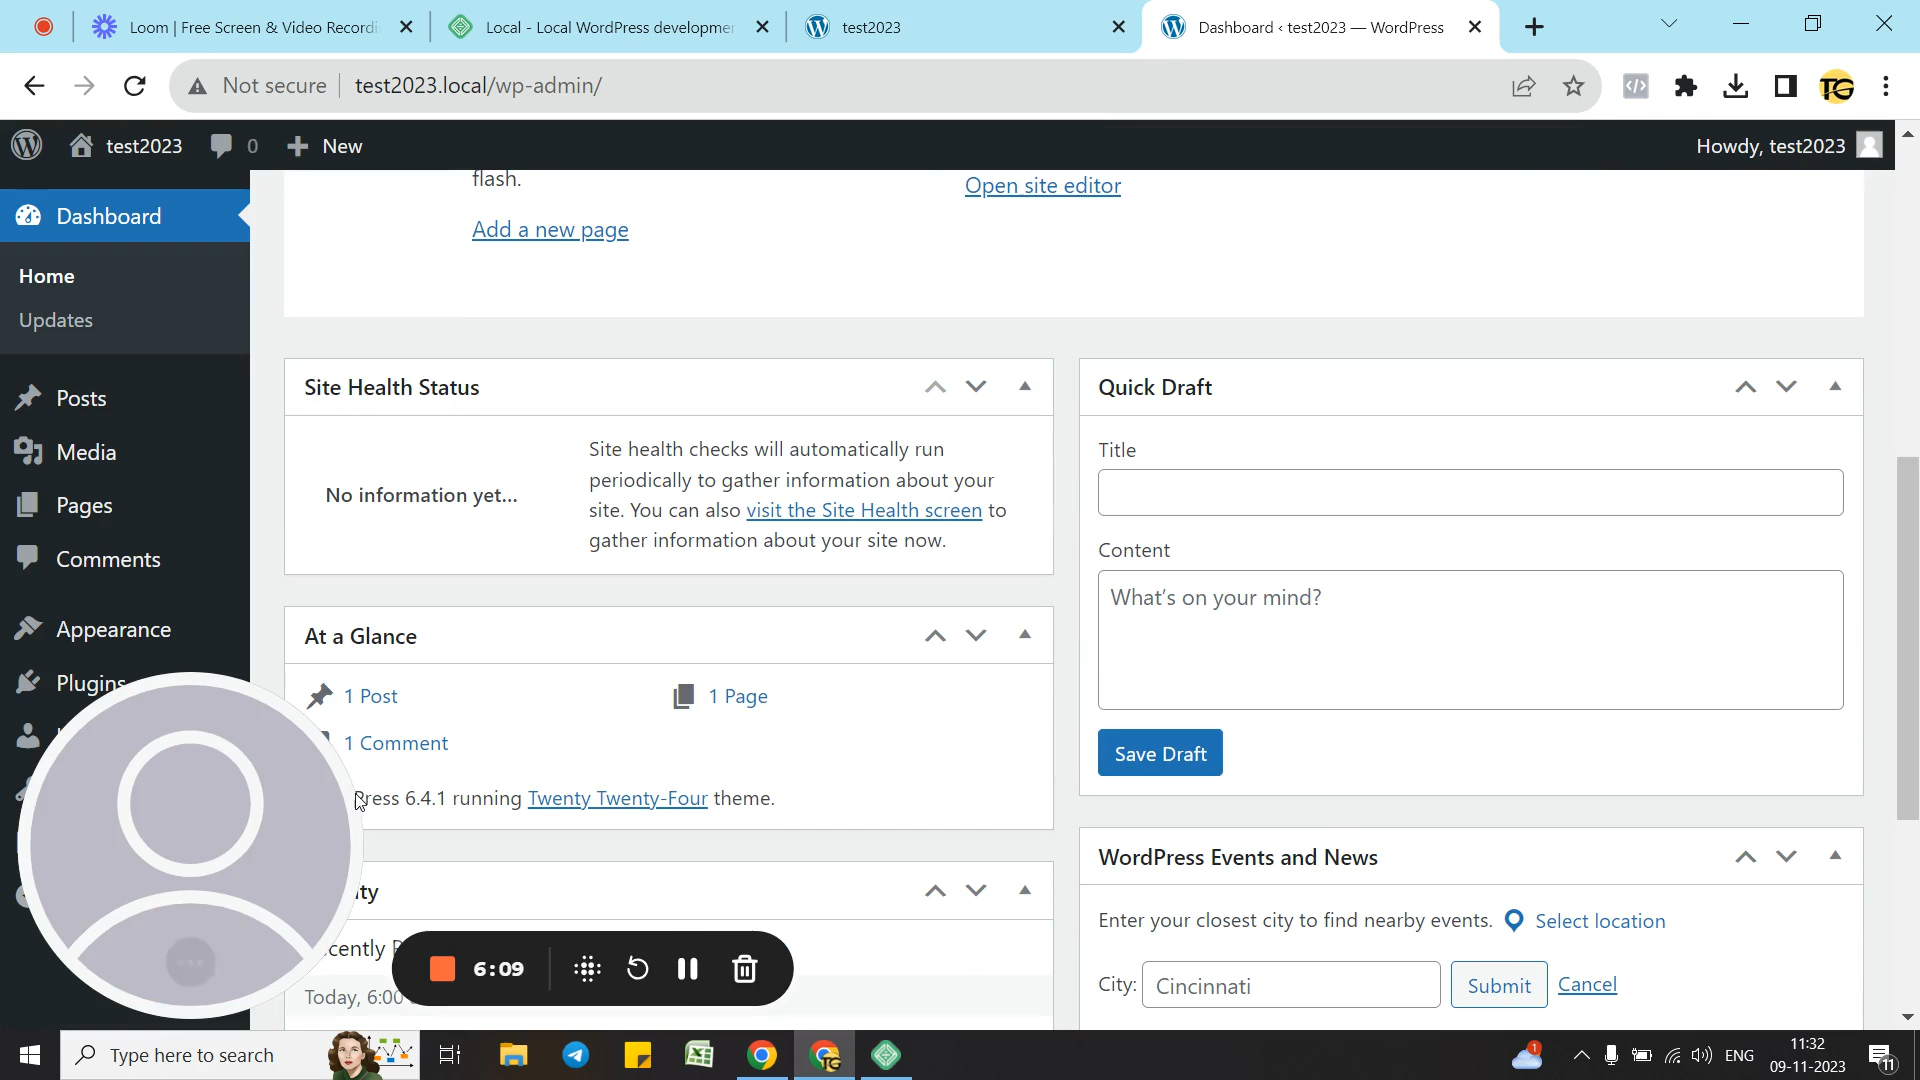 Loom | Free Screen & Video Recordi
Local - Local WordPress developmer
test2023
Dashboard ‹ test2023 — WordPress
Not secure
test2023.local/wp-admin/
test2023
0
New
Howdy, test2023
Dashboard
Home
Updates
Posts
Media
Pages
Comments
Appearance
Plugins
flash.
Add a new page
Open site editor
Site Health Status
No information yet...
Site health checks will automatically run
periodically to gather information about your
site. You can also visit the Site Health screen to
gather information about your site now.
At a Glance
1 Post
1 Page
1 Comment
Press 6.4.1 running Twenty Twenty-Four theme.
ity
cently
Today, 6:00
6:09
Quick Draft
Title
Content
What's on your mind?
Save Draft
WordPress Events and News
Enter your closest city to find nearby events.
Select location
City:
Cincinnati
Submit
Cancel
Type here to search
1
ENG
11:32
09-11-2023
11